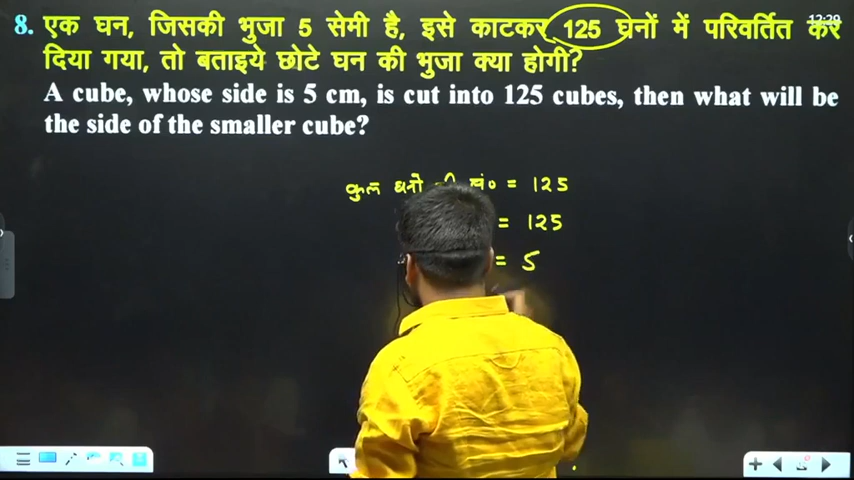 8. एक घन, जिसकी भुजा 5 सेमी है, इसे काटकर 125 घनों में परिवर्तित कर
दिया गया, तो बताइये छोटे घन की भुजा क्या होगी?
A cube, whose side is 5 cm, is cut into 125 cubes, then what will be
the side of the smaller cube?
कुल घनो सं० = 125
= 125
= 5